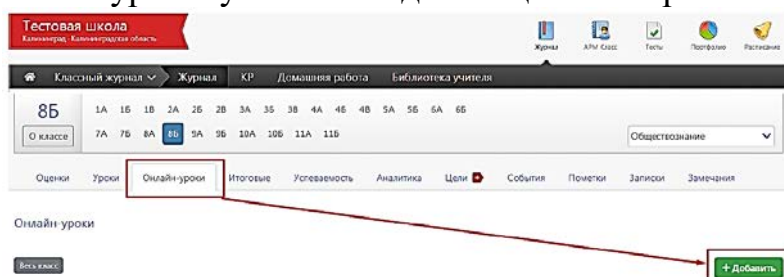 Тестовая школа
Калининград - Калининградская область
Журнал АРМ Класс Тесты Портфолио Расписание
Классный журнал Журнал КР Домашняя работа Библиотека учителя
8Б 1А 1Б 1В 2А 2Б 2В 3А 3Б 3В 4А 4Б 4В 5А 5Б 6А 6Б
О классе 7А 7Б 8А 8Б 9А 9Б 10А 10Б 11А 11Б Обществознание
Оценки Уроки Онлайн-уроки Итоговые Успеваемость Аналитика Цели События Пометки Записки Замечания
Онлайн-уроки
Весь класс + Добавить